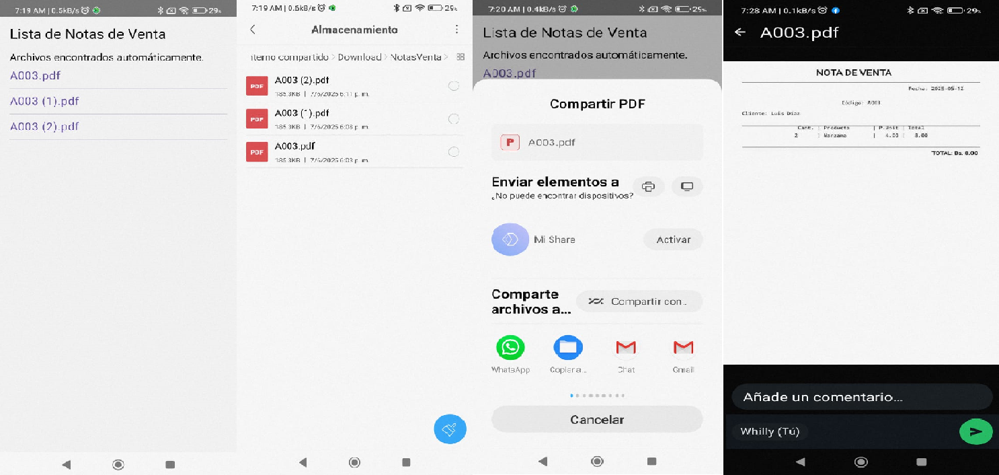 7:19 AM | 0.5kB/s
29%
Lista de Notas de Venta
Archivos encontrados automáticamente.
A003.pdf
A003 (1).pdf
A003 (2).pdf
7:19 AM | 0.6kB/s
29%
Almacenamiento
nterno compartido > Download > NotasVenta >
PDF
A003 (2).pdf
185.3KB | 7/6/2025 6:11 p. m.
PDF
A003 (1).pdf
185.3KB | 7/6/2025 6:08 p. m.
PDF
A003.pdf
185.3KB | 7/6/2025 6:03 p. m.
7:20 AM | 0.4kB/s
29%
Lista de Notas de Venta
Archivos encontrados automáticamente.
A003.pdf
Compartir PDF
P A003.pdf
Enviar elementos a
¿No puede encontrar dispositivos?
Mi Share
Activar
Comparte
archivos a...
Compartir con..
WhatsApp
Copiar a...
Chat
Gmail
Cancelar
7:28 AM | 0.1kB/s
29%
A003.pdf
NOTA DE VENTA
Fecha: 2025-05-12
Código: A003
Cliente: Luis Díaz
Cant. | Producto | P.Unit | Total
2 | Manzana | 4.00 | 8.00
TOTAL: Bs. 8.00
Añade un comentario...
Whilly (Tú)